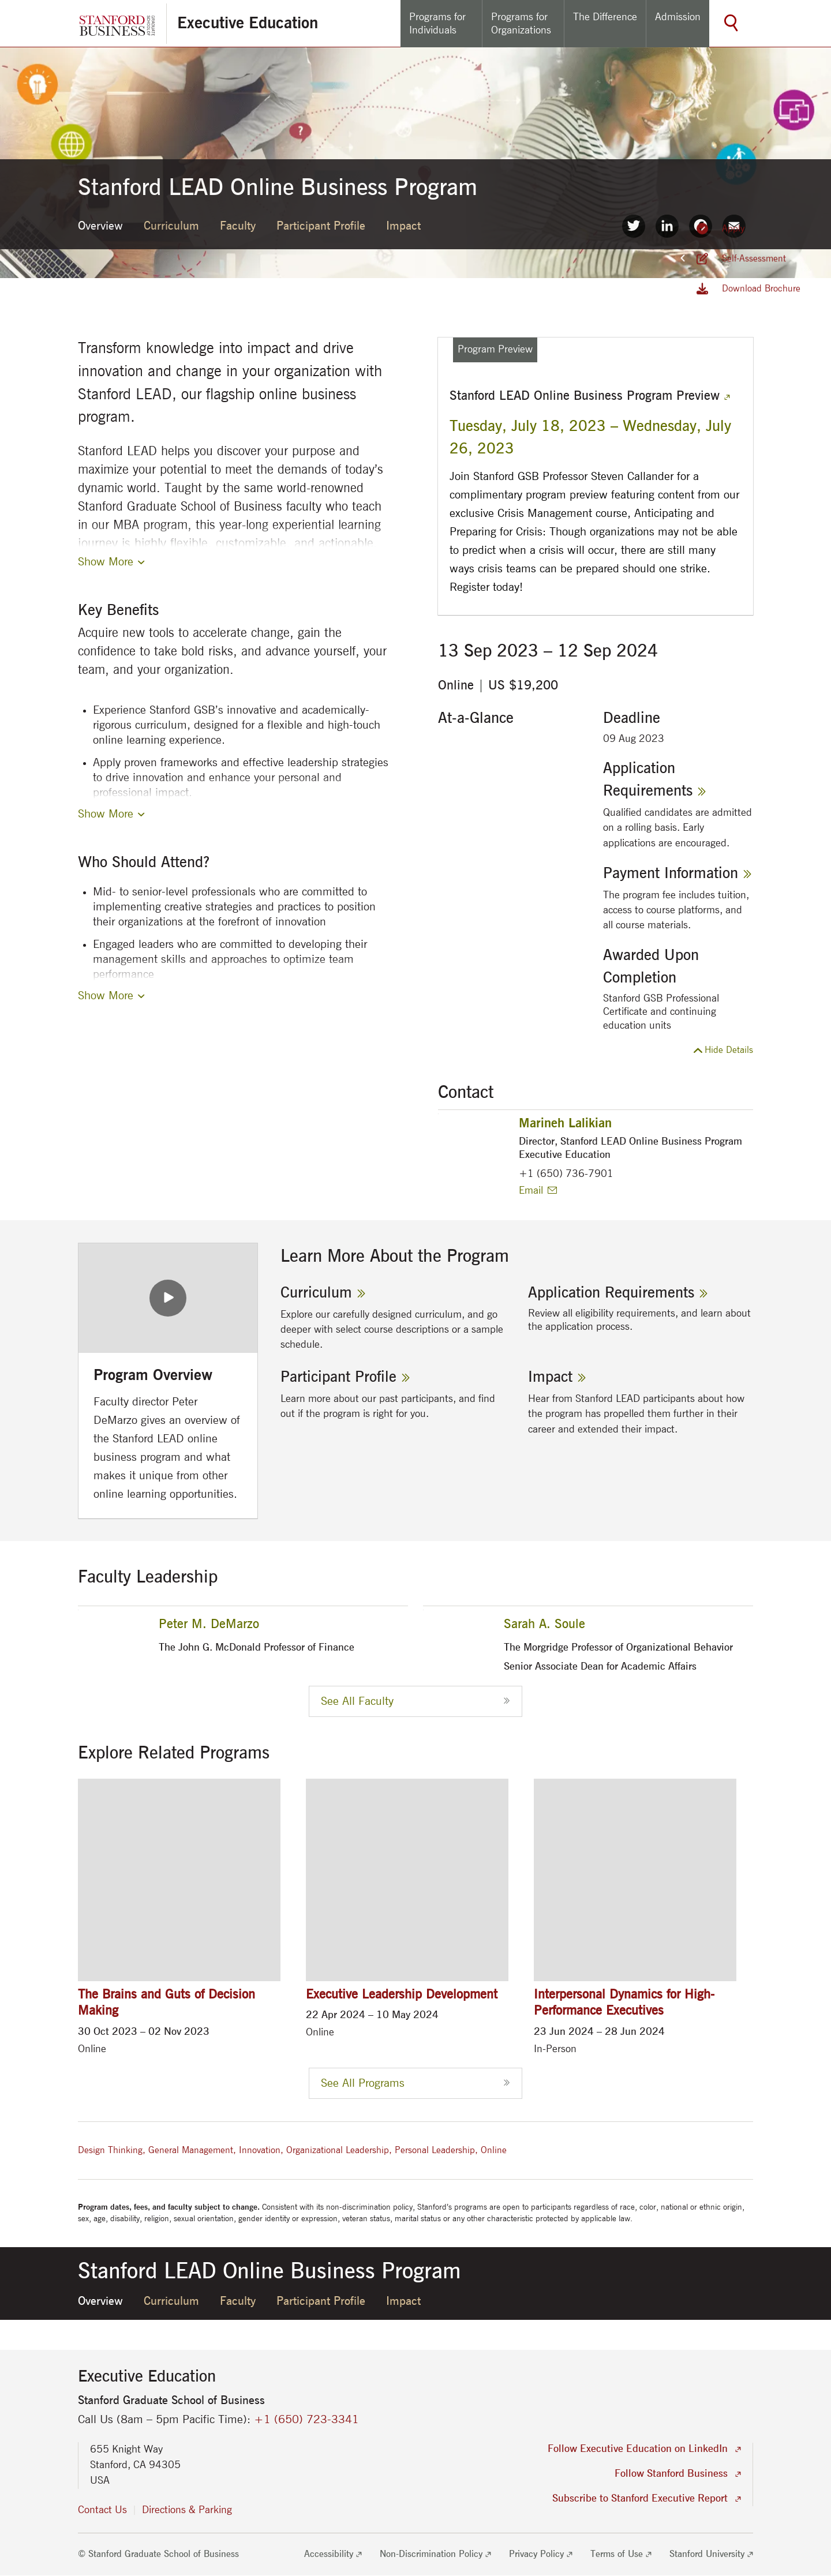 STANFORD
BUSINESS
Executive Education
Programs for
Individuals
Programs for
Organizations
The Difference
Admission
Stanford LEAD Online Business Program
Overview Curriculum Faculty Participant Profile Impact
Self-Assessment
Download Brochure
Transform knowledge into impact and drive
innovation and change in your organization with
Stanford LEAD, our flagship online business
program.
Stanford LEAD helps you discover your purpose and
maximize your potential to meet the demands of today's
dynamic world. Taught by the same world-renowned
Stanford Graduate School of Business faculty who teach
in our MBA program, this year-long experiential learning
journey is highly flexible, customizable, and actionable
Show More
Key Benefits
Acquire new tools to accelerate change, gain the
confidence to take bold risks, and advance yourself, your
team, and your organization.
• Experience Stanford GSB's innovative and academically-
rigorous curriculum, designed for a flexible and high-touch
online learning experience.
• Apply proven frameworks and effective leadership strategies
to drive innovation and enhance your personal and
professional impact.
Show More
Who Should Attend?
• Mid- to senior-level professionals who are committed to
implementing creative strategies and practices to position
their organizations at the forefront of innovation
• Engaged leaders who are committed to developing their
management skills and approaches to optimize team
performance
Show More
Program Preview
Stanford LEAD Online Business Program Preview
Tuesday, July 18, 2023 – Wednesday, July
26, 2023
Join Stanford GSB Professor Steven Callander for a
complimentary program preview featuring content from our
exclusive Crisis Management course, Anticipating and
Preparing for Crisis: Though organizations may not be able
to predict when a crisis will occur, there are still many
ways crisis teams can be prepared should one strike.
Register today!
13 Sep 2023 – 12 Sep 2024
Online | US $19,200
At-a-Glance
Deadline
09 Aug 2023
Application
Requirements
Qualified candidates are admitted
on a rolling basis. Early
applications are encouraged.
Payment Information
The program fee includes tuition,
access to course platforms, and
all course materials.
Awarded Upon
Completion
Stanford GSB Professional
Certificate and continuing
education units
Hide Details
Contact
Marineh Lalikian
Director, Stanford LEAD Online Business Program
Executive Education
+1 (650) 736-7901
Email
Program Overview
Faculty director Peter
DeMarzo gives an overview of
the Stanford LEAD online
business program and what
makes it unique from other
online learning opportunities.
Learn More About the Program
Curriculum
Explore our carefully designed curriculum, and go
deeper with select course descriptions or a sample
schedule.
Application Requirements
Review all eligibility requirements, and learn about
the application process.
Participant Profile
Learn more about our past participants, and find
out if the program is right for you.
Impact
Hear from Stanford LEAD participants about how
the program has propelled them further in their
career and extended their impact.
Faculty Leadership
Peter M. DeMarzo
The John G. McDonald Professor of Finance
Sarah A. Soule
The Morgridge Professor of Organizational Behavior
Senior Associate Dean for Academic Affairs
See All Faculty
Explore Related Programs
The Brains and Guts of Decision
Making
30 Oct 2023 – 02 Nov 2023
Online
Executive Leadership Development
22 Apr 2024 – 10 May 2024
Online
Interpersonal Dynamics for High-
Performance Executives
23 Jun 2024 – 28 Jun 2024
In-Person
See All Programs
Design Thinking, General Management, Innovation, Organizational Leadership, Personal Leadership, Online
Program dates, fees, and faculty subject to change. Consistent with its non-discrimination policy, Stanford's programs are open to participants regardless of race, color, national or ethnic origin,
sex, age, disability, religion, sexual orientation, gender identity or expression, veteran status, marital status or any other characteristic protected by applicable law.
Stanford LEAD Online Business Program
Overview Curriculum Faculty Participant Profile Impact
Executive Education
Stanford Graduate School of Business
Call Us (8am – 5pm Pacific Time): +1 (650) 723-3341
655 Knight Way
Stanford, CA 94305
USA
Contact Us Directions & Parking
Follow Executive Education on LinkedIn
Follow Stanford Business
Subscribe to Stanford Executive Report
© Stanford Graduate School of Business Accessibility Non-Discrimination Policy Privacy Policy Terms of Use Stanford University